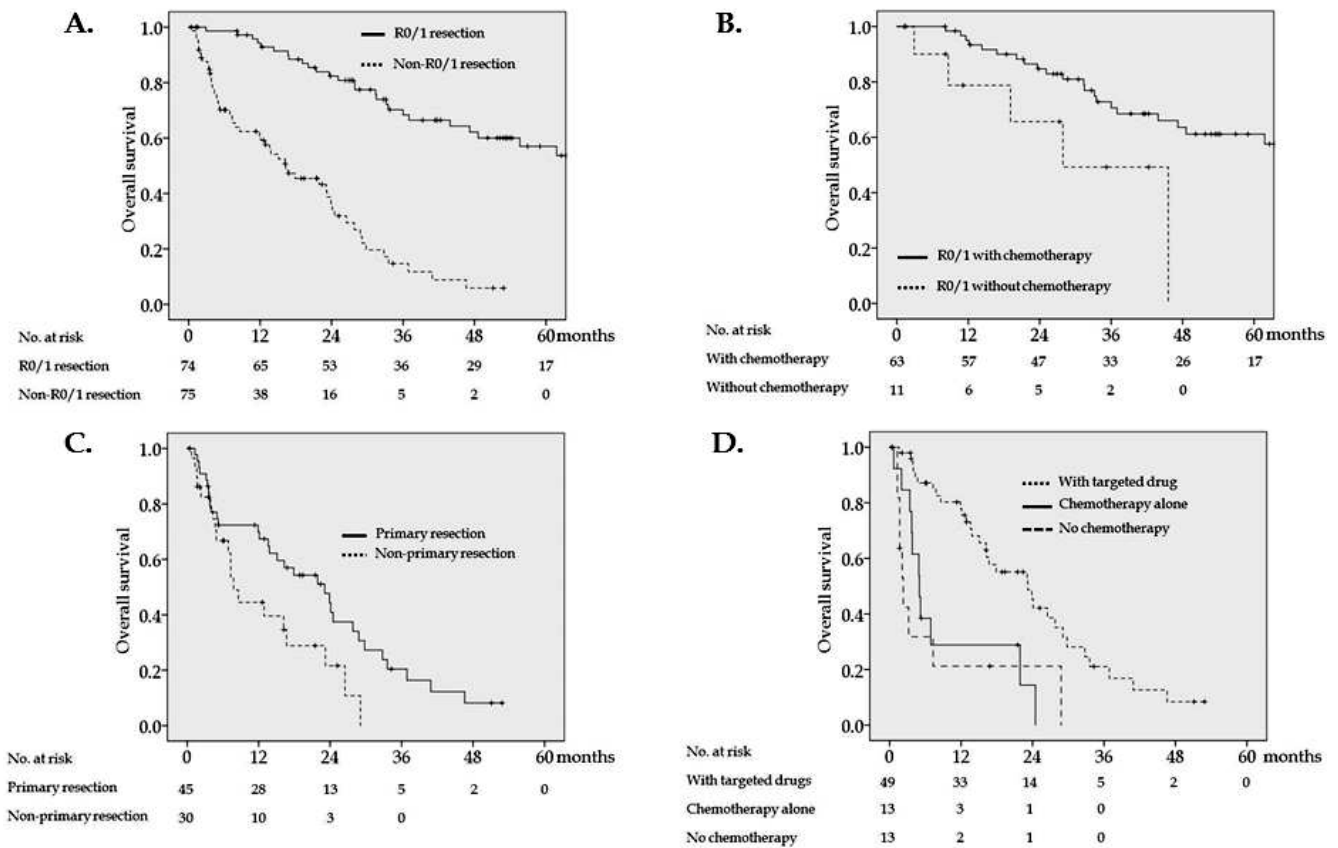 A.
R0/1 resection
Non-R0/1 resection
1.0
0.8
0.6
0.4
0.2
0.0
Overall survival
0 12 24 36 48 60 months
No. at risk
R0/1 resection 74 65 53 36 29 17
Non-R0/1 resection 75 38 16 5 2 0
B.
1.0
0.8
0.6
0.4
0.2
0.0
Overall survival
R0/1 with chemotherapy
R0/1 without chemotherapy
0 12 24 36 48 60 months
No. at risk
With chemotherapy 63 57 47 33 26 17
Without chemotherapy 11 6 5 2 0
C.
1.0
0.8
0.6
0.4
0.2
0.0
Overall survival
Primary resection
Non-primary resection
0 12 24 36 48 60 months
No. at risk
Primary resection 45 28 13 5 2 0
Non-primary resection 30 10 3 0
D.
1.0
0.8
0.6
0.4
0.2
0.0
Overall survival
With targeted drug
Chemotherapy alone
No chemotherapy
0 12 24 36 48 60 months
No. at risk
With targeted drugs 49 33 14 5 2 0
Chemotherapy alone 13 3 1 0
No chemotherapy 13 2 1 0